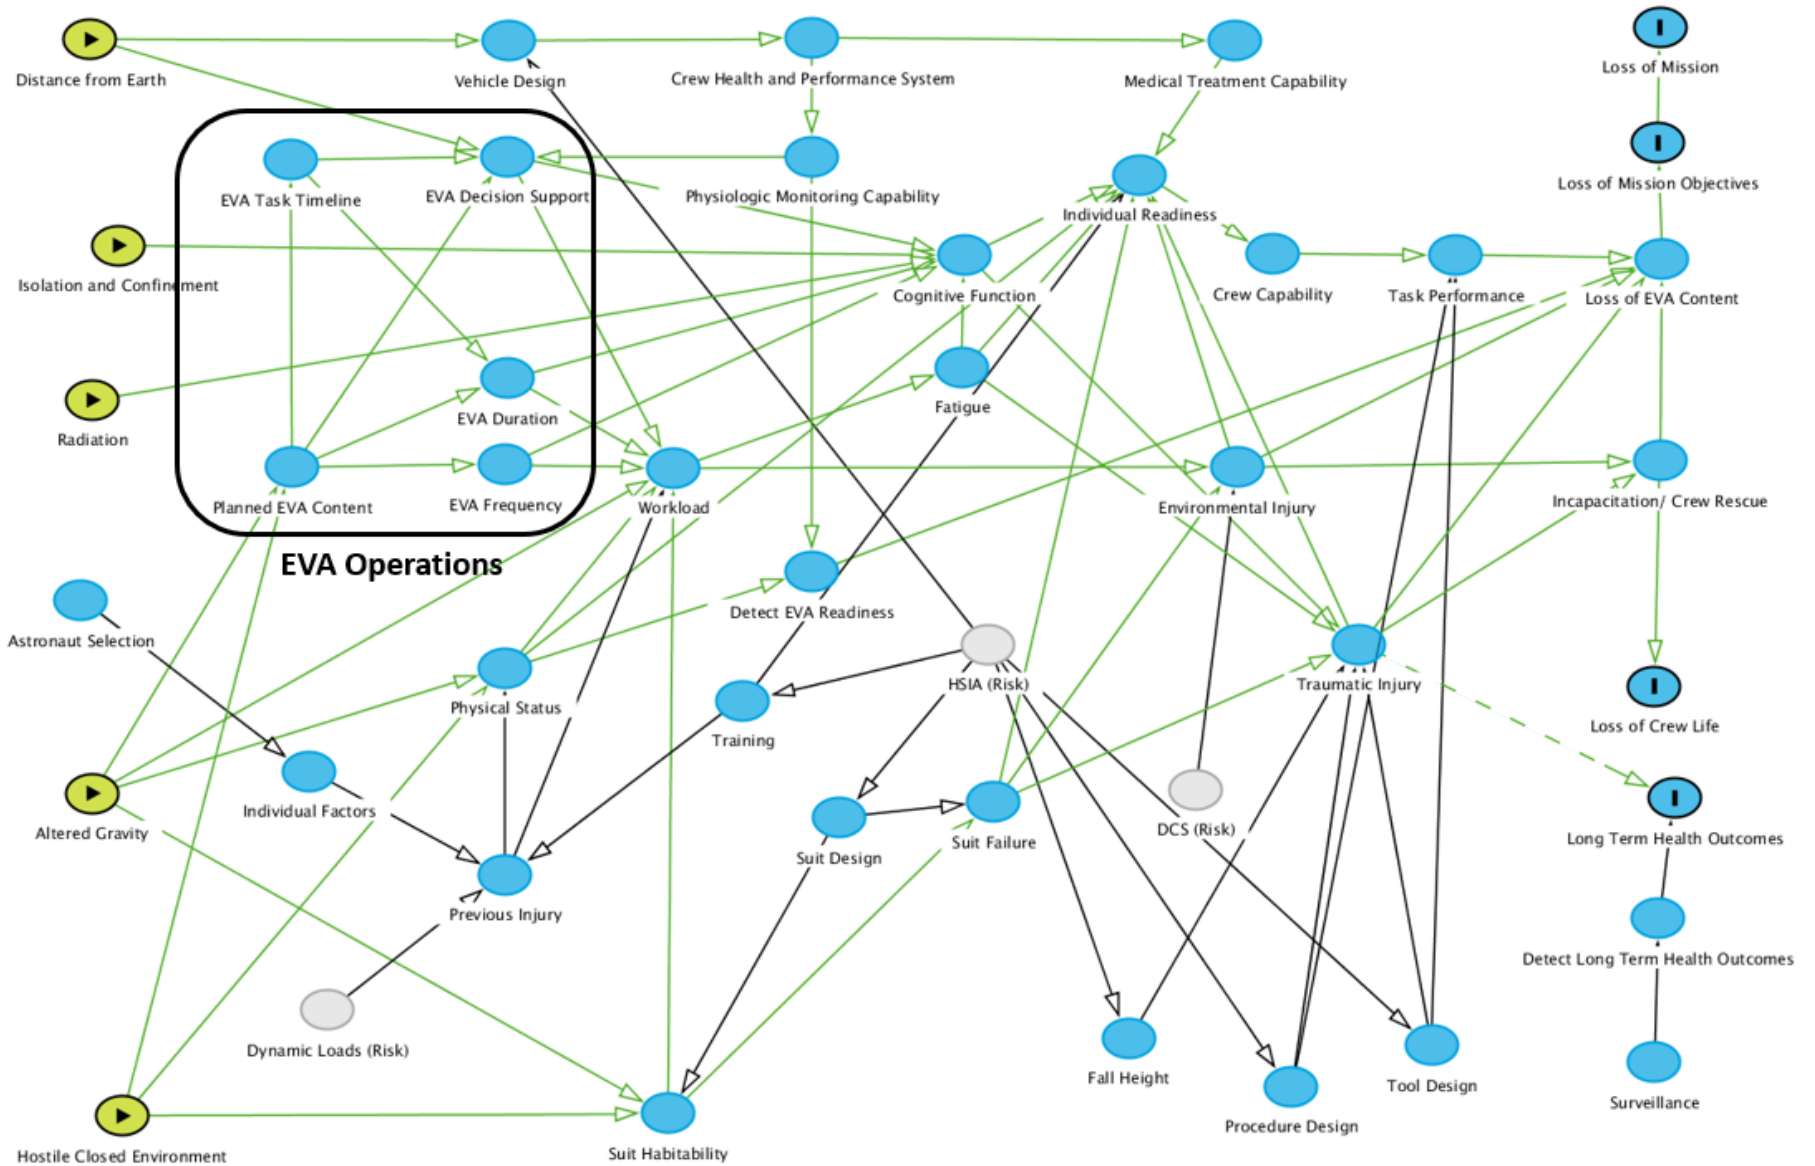 Distance from Earth
Vehicle Design
Crew Health and Performance System
Medical Treatment Capability
Loss of Mission
EVA Task Timeline
EVA Decision Support
Physiologic Monitoring Capability
Individual Readiness
Loss of Mission Objectives
Isolation and Confinement
Cognitive Function
Crew Capability
Task Performance
Loss of EVA Content
Radiation
EVA Duration
Fatigue
Planned EVA Content
EVA Frequency
Workload
Environmental Injury
Incapacitation/ Crew Rescue
EVA Operations
Astronaut Selection
Detect EVA Readiness
Physical Status
HSIA (Risk)
Traumatic Injury
Training
Loss of Crew Life
Altered Gravity
Individual Factors
Suit Design
Suit Failure
DCS (Risk)
Long Term Health Outcomes
Previous Injury
Detect Long Term Health Outcomes
Dynamic Loads (Risk)
Fall Height
Tool Design
Surveillance
Procedure Design
Hostile Closed Environment
Suit Habitability